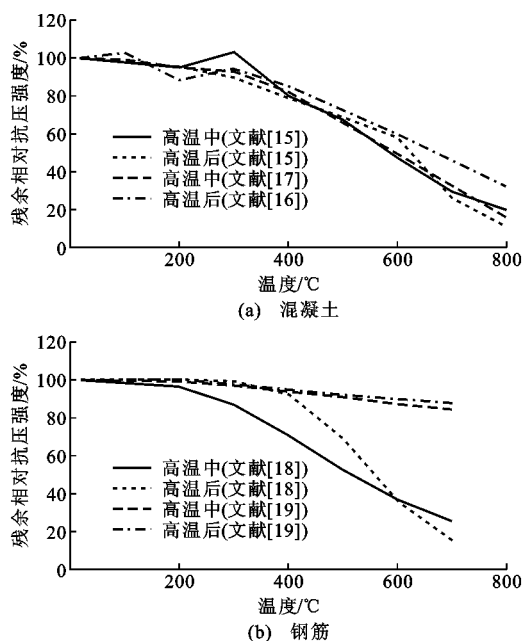 120
100
80
60
40
20
0
残余相对抗压强度/%
高温中(文献[15])
高温后(文献[15])
高温中(文献[17])
高温后(文献[16])
200
400
600
800
温度/℃
(a) 混凝土
120
100
80
60
40
20
0
残余相对抗压强度/%
高温中(文献[18])
高温后(文献[18])
高温中(文献[19])
高温后(文献[19])
200
400
600
800
温度/℃
(b) 钢筋